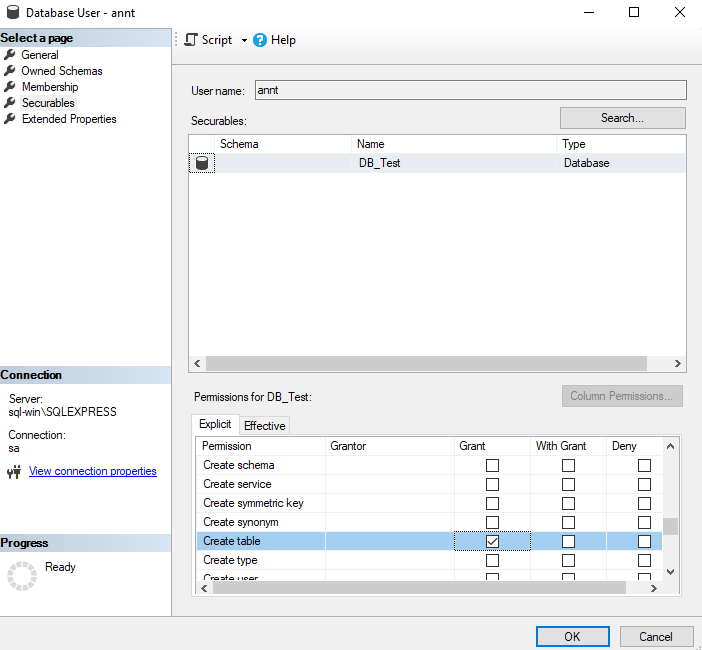 Database User - annt
Select a page
General
Owned Schemas
Membership
Securables
Extended Properties
Script
Help
User name:
annt
Securables:
Search...
Schema Name Type
DB_Test Database
Connection
Server:
sql-win\SQLEXPRESS
Connection:
sa
View connection properties
Progress
Ready
Permissions for DB_Test:
Column Permissions...
Explicit Effective
Permission Grantor Grant With Grant Deny
Create schema
Create service
Create symmetric key
Create synonym
Create table
Create type
Create user
OK Cancel